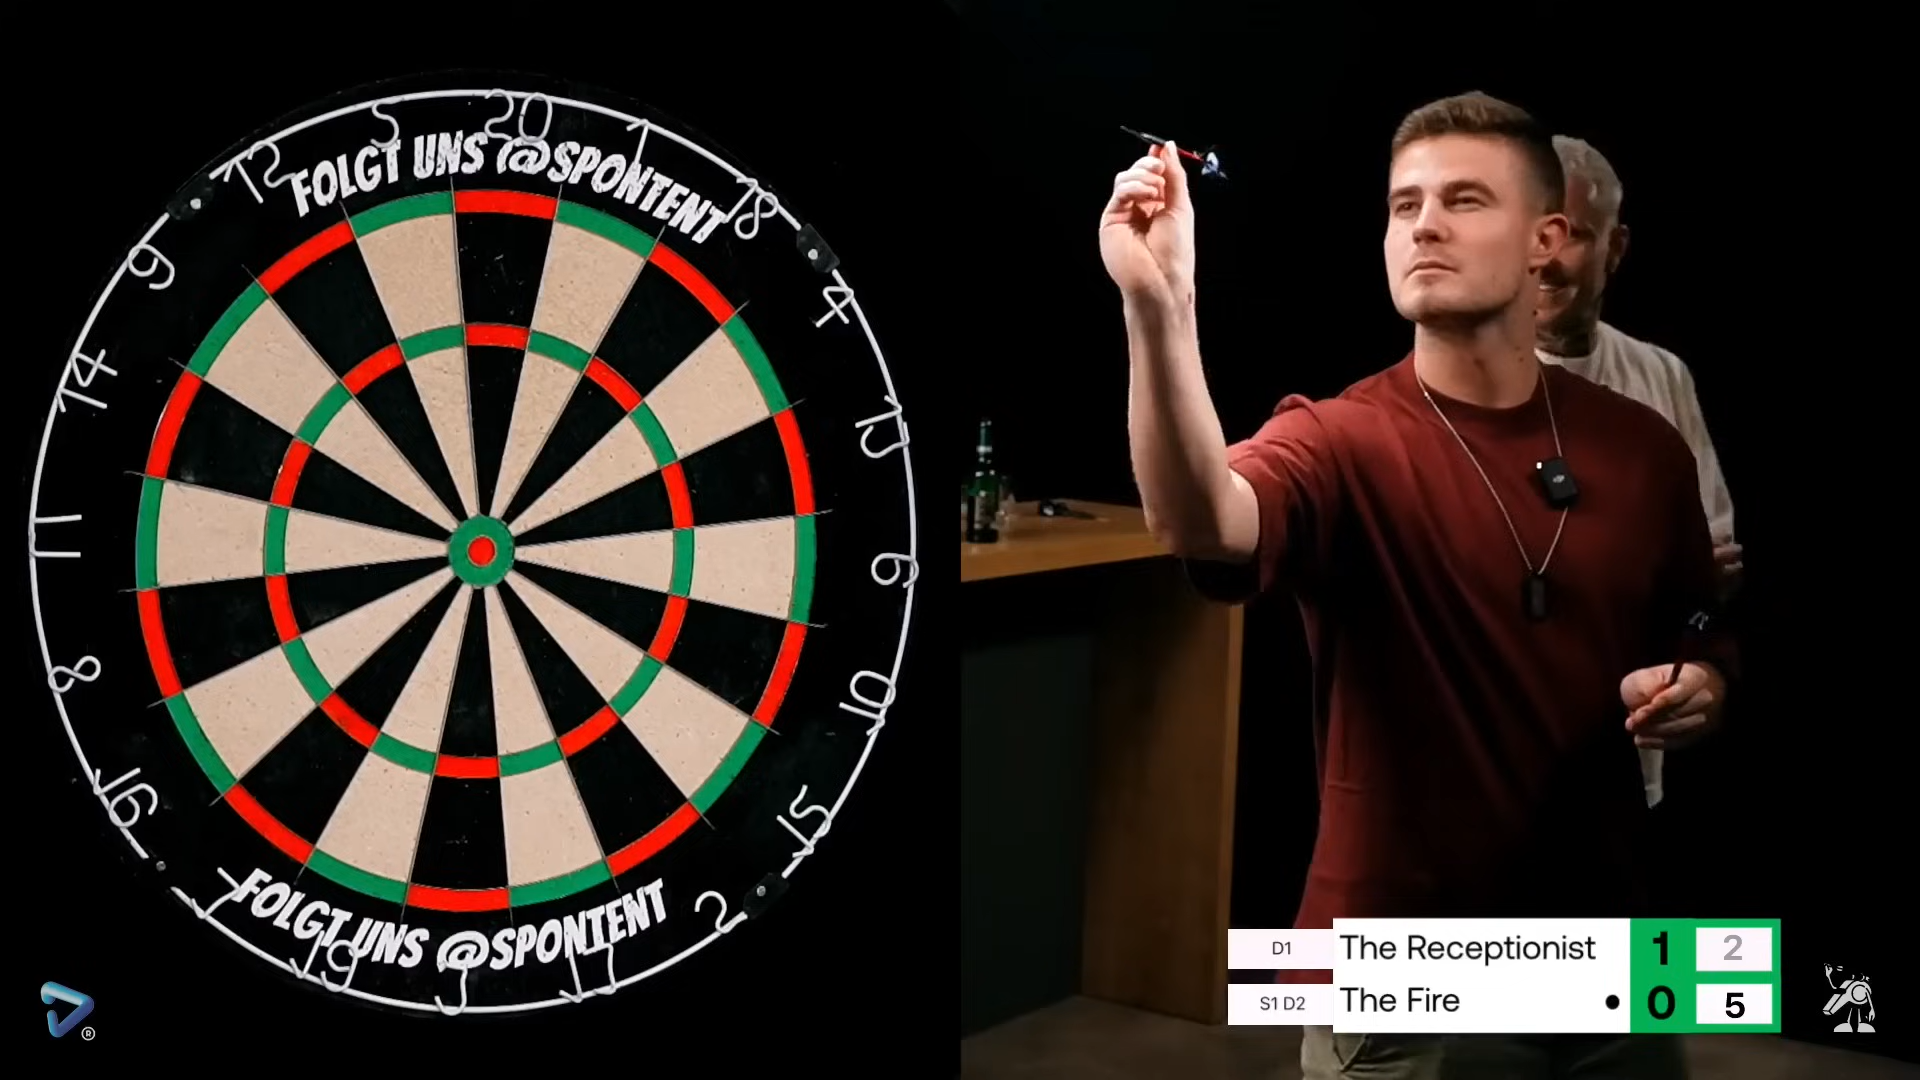 5 20 1
12 18
FOLGT UNS @SPONTENT
9 4
14 13
11 6
8 10
16 15
7 2
FOLGT UNS @SPONTENT
19 3 17
D1 The Receptionist 1 2
S1 D2 The Fire • 0 5
®